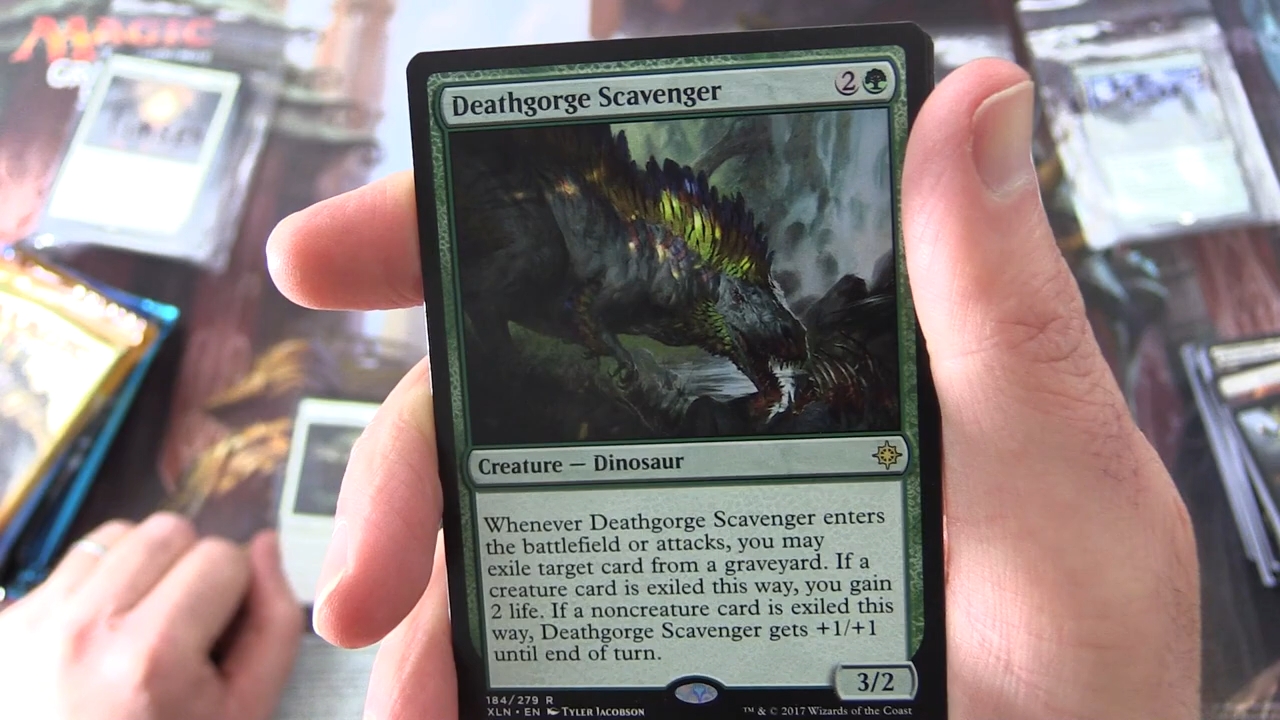 MAGIC
Deathgorge Scavenger 2
Creature — Dinosaur
Whenever Deathgorge Scavenger enters
the battlefield or attacks, you may
exile target card from a graveyard. If a
creature card is exiled this way, you gain
2 life. If a noncreature card is exiled this
way, Deathgorge Scavenger gets +1/+1
until end of turn.
3/2
184/279 R
XLN • EN Tyler Jacobson
™ & © 2017 Wizards of the Coast